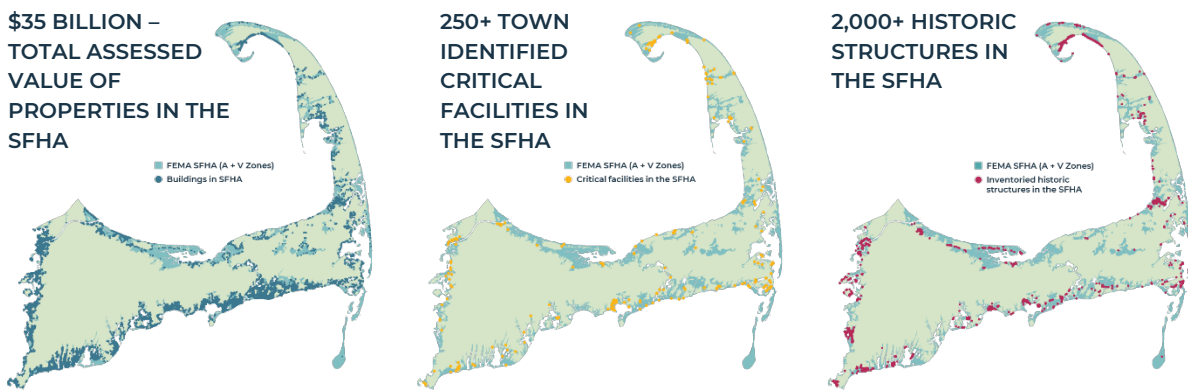 $35 BILLION –
TOTAL ASSESSED
VALUE OF
PROPERTIES IN THE
SFHA
FEMA SFHA (A + V Zones)
Buildings in SFHA
250+ TOWN
IDENTIFIED
CRITICAL
FACILITIES IN
THE SFHA
FEMA SFHA (A + V Zones)
Critical facilities in the SFHA
2,000+ HISTORIC
STRUCTURES IN
THE SFHA
FEMA SFHA (A + V Zones)
Inventoried historic
structures in the SFHA